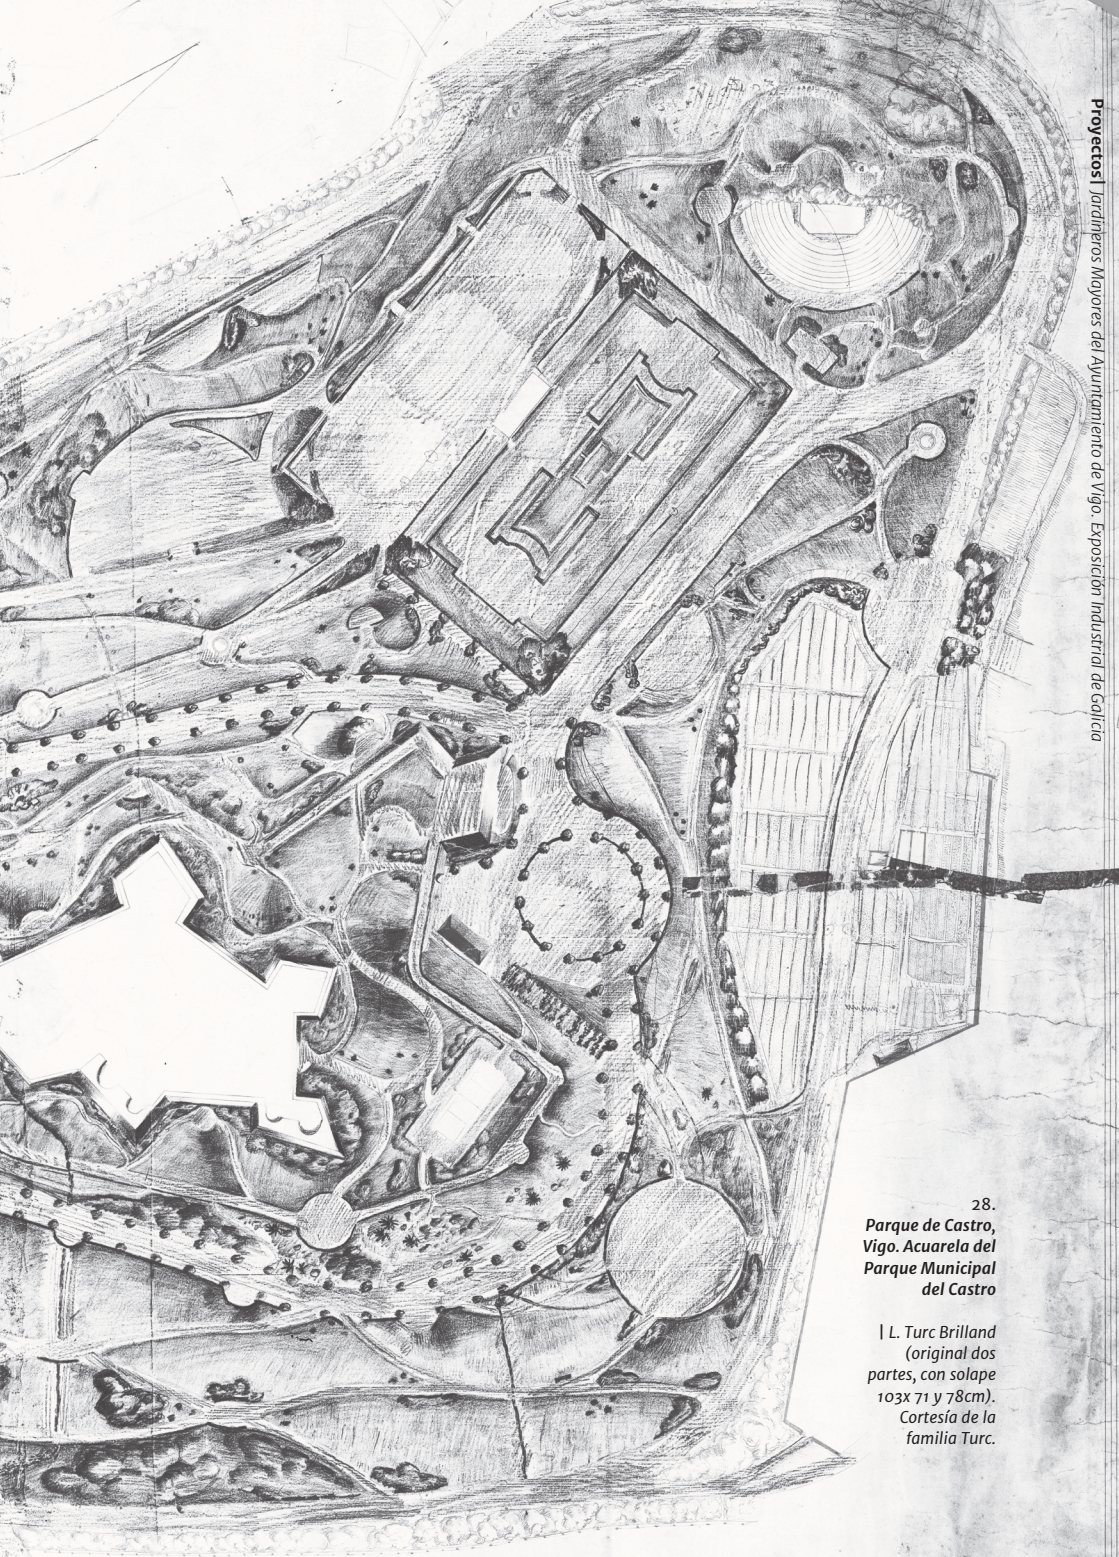 Proyectos| Jardineros Mayores del Ayuntamiento de Vigo. Exposición Industrial de Galicia
28.
Parque de Castro,
Vigo. Acuarela del
Parque Municipal
del Castro
| L. Turc Brilland
(original dos
partes, con solape
103x 71 y 78cm).
Cortesía de la
familia Turc.